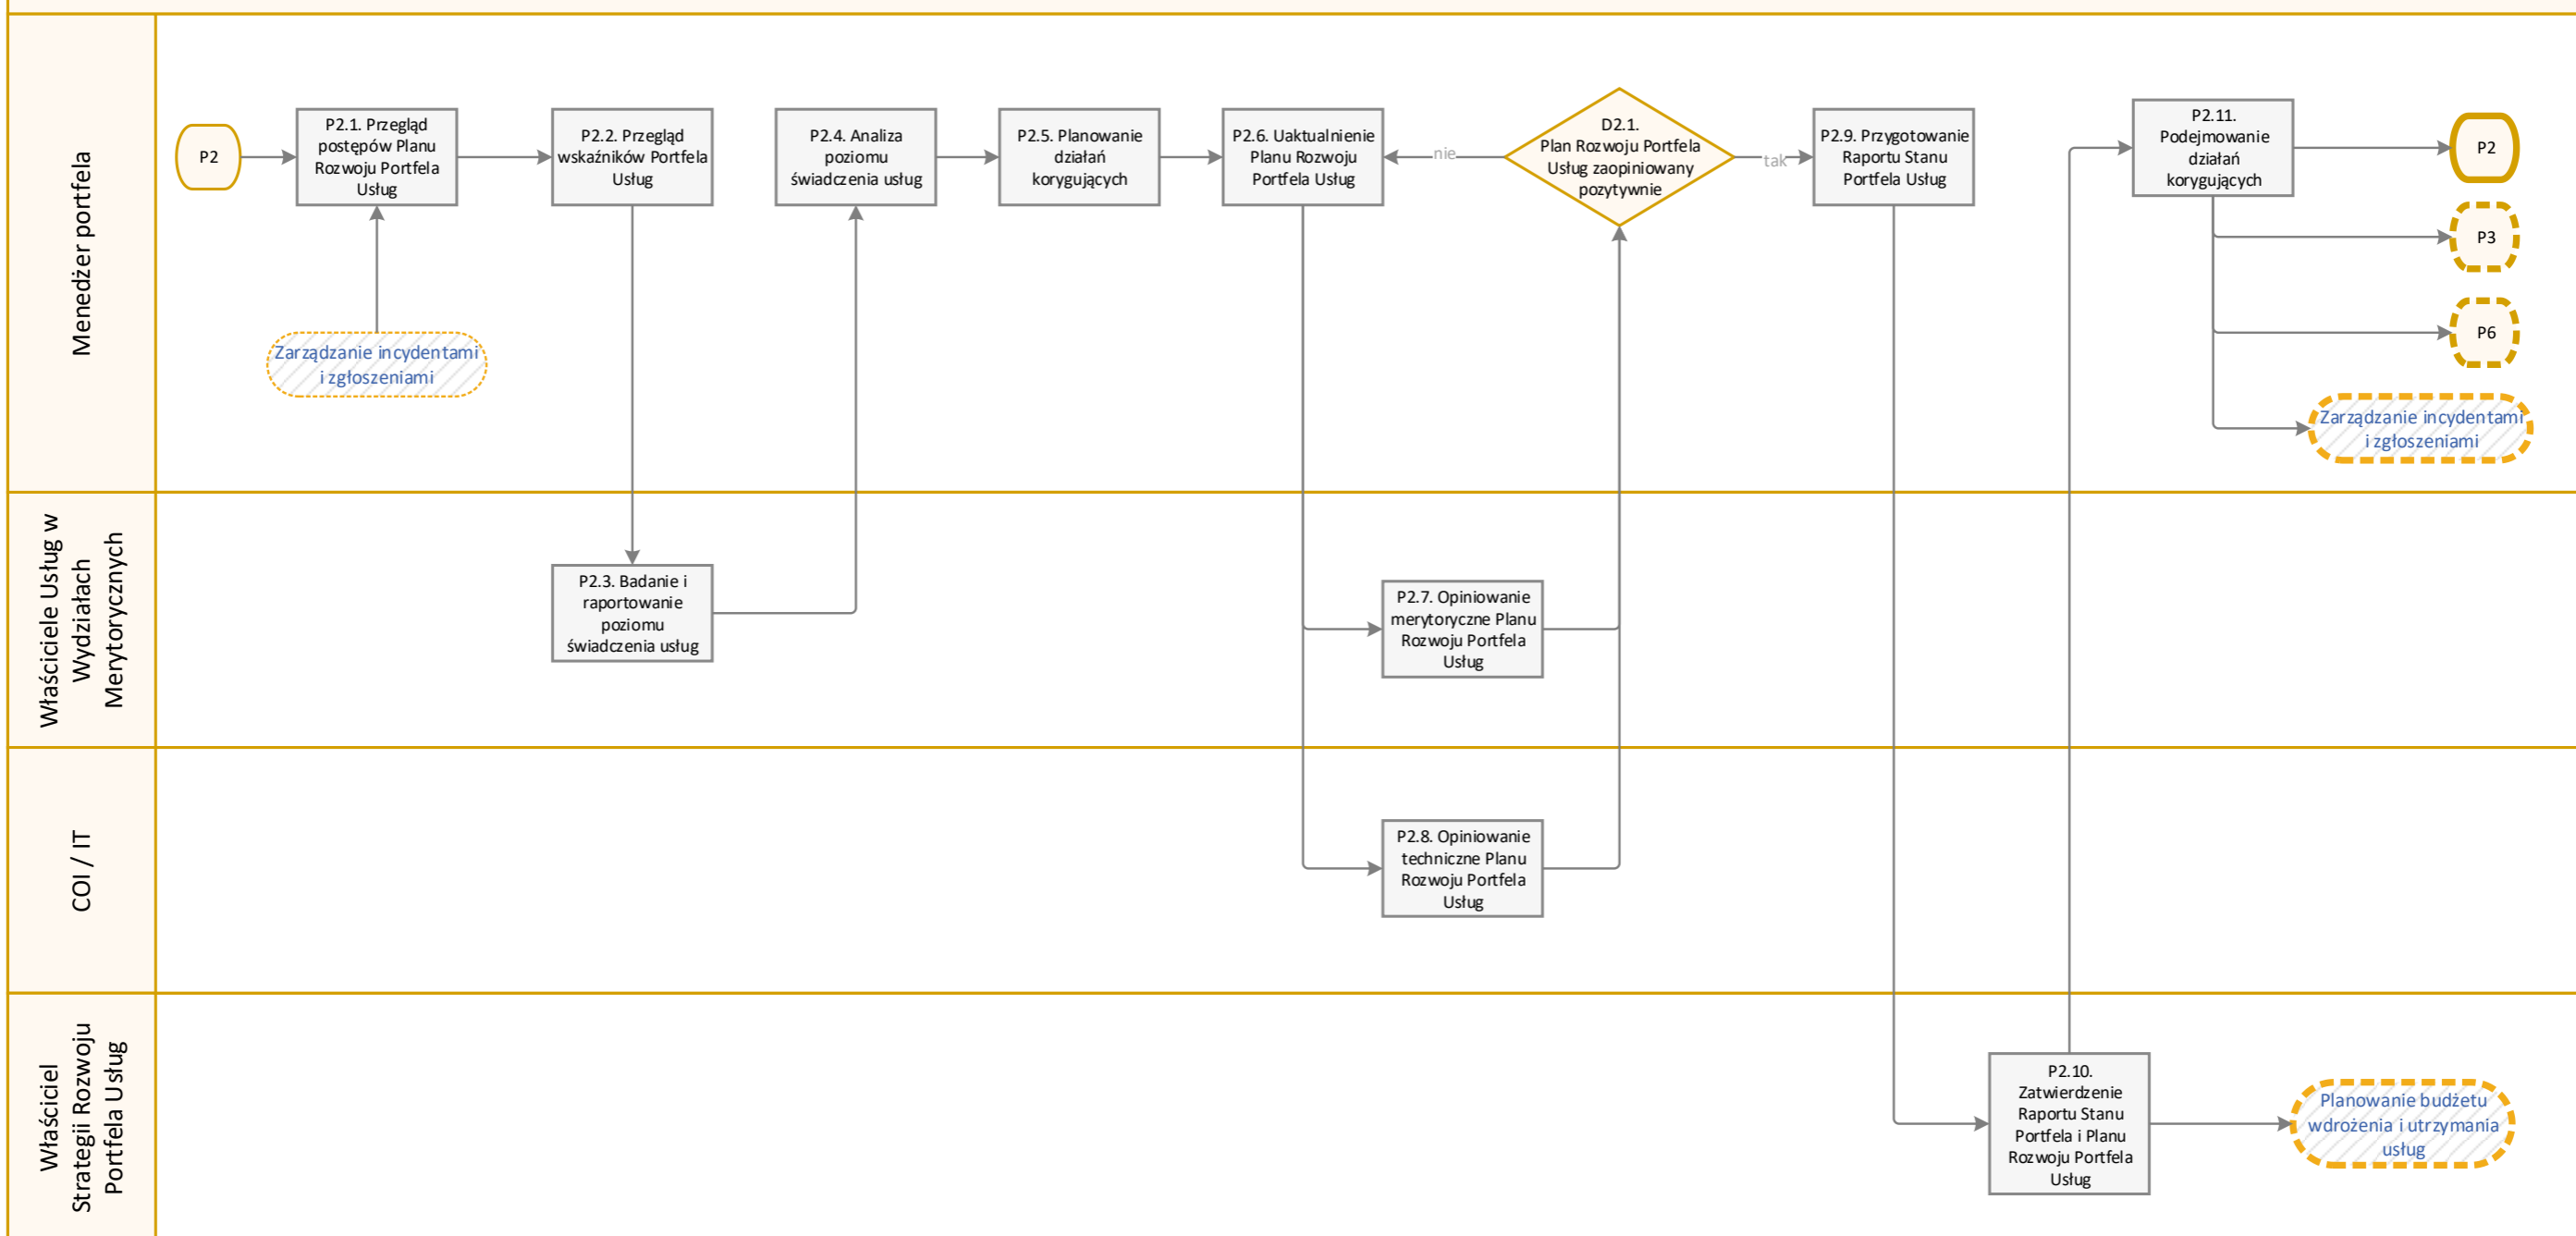 Menedżer portfela
P2
P2.1. Przegląd
postępów Planu
Rozwoju Portfela
Usług
P2.2. Przegląd
wskaźników Portfela
Usług
P2.4. Analiza
poziomu
świadczenia usług
P2.5. Planowanie
działań
korygujących
P2.6. Uaktualnienie
Planu Rozwoju
Portfela Usług
nie
D2.1.
Plan Rozwoju Portfela
Usług zaopiniowany
pozytywnie
tak
P2.9. Przygotowanie
Raportu Stanu
Portfela Usług
P2.11.
Podejmowanie
działań
korygujących
P2
P3
P6
Zarządzanie incydentami
i zgłoszeniami
Zarządzanie incydentami
i zgłoszeniami
Właściciele Usług w
Wydziałach
Merytorycznych
P2.3. Badanie i
raportowanie
poziomu
świadczenia usług
P2.7. Opiniowanie
merytoryczne Planu
Rozwoju Portfela
Usług
COI / IT
P2.8. Opiniowanie
techniczne Planu
Rozwoju Portfela
Usług
Właściciel
Strategii Rozwoju
Portfela Usług
P2.10.
Zatwierdzenie
Raportu Stanu
Portfela i Planu
Rozwoju Portfela
Usług
Planowanie budżetu
wdrożenia i utrzymania
usług